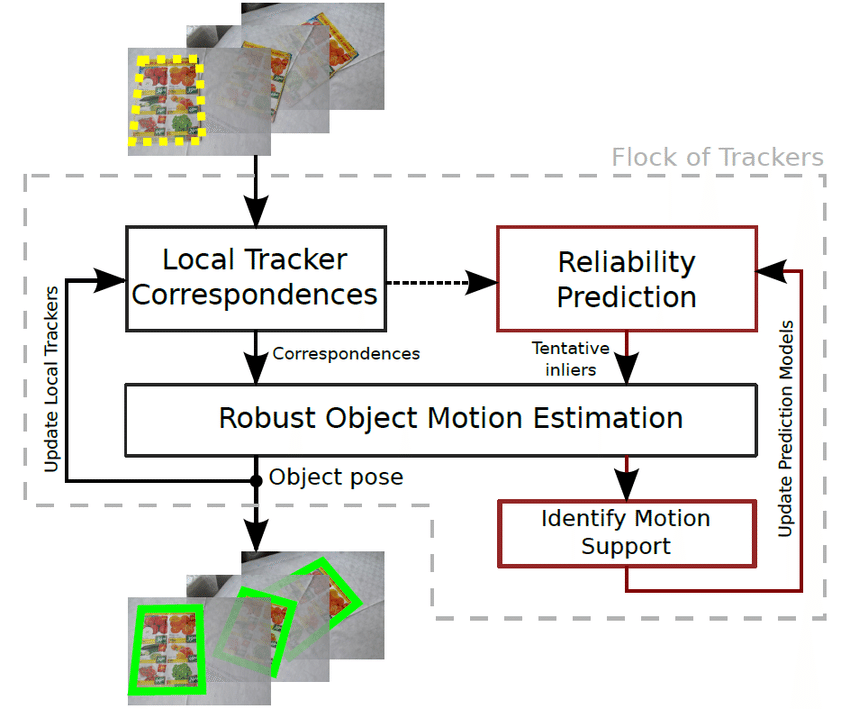 Flock of Trackers
Local Tracker
Correspondences
Reliability
Prediction
Update Local Trackers
Correspondences
Tentative
inliers
Update Prediction Models
Robust Object Motion Estimation
Object pose
Identify Motion
Support